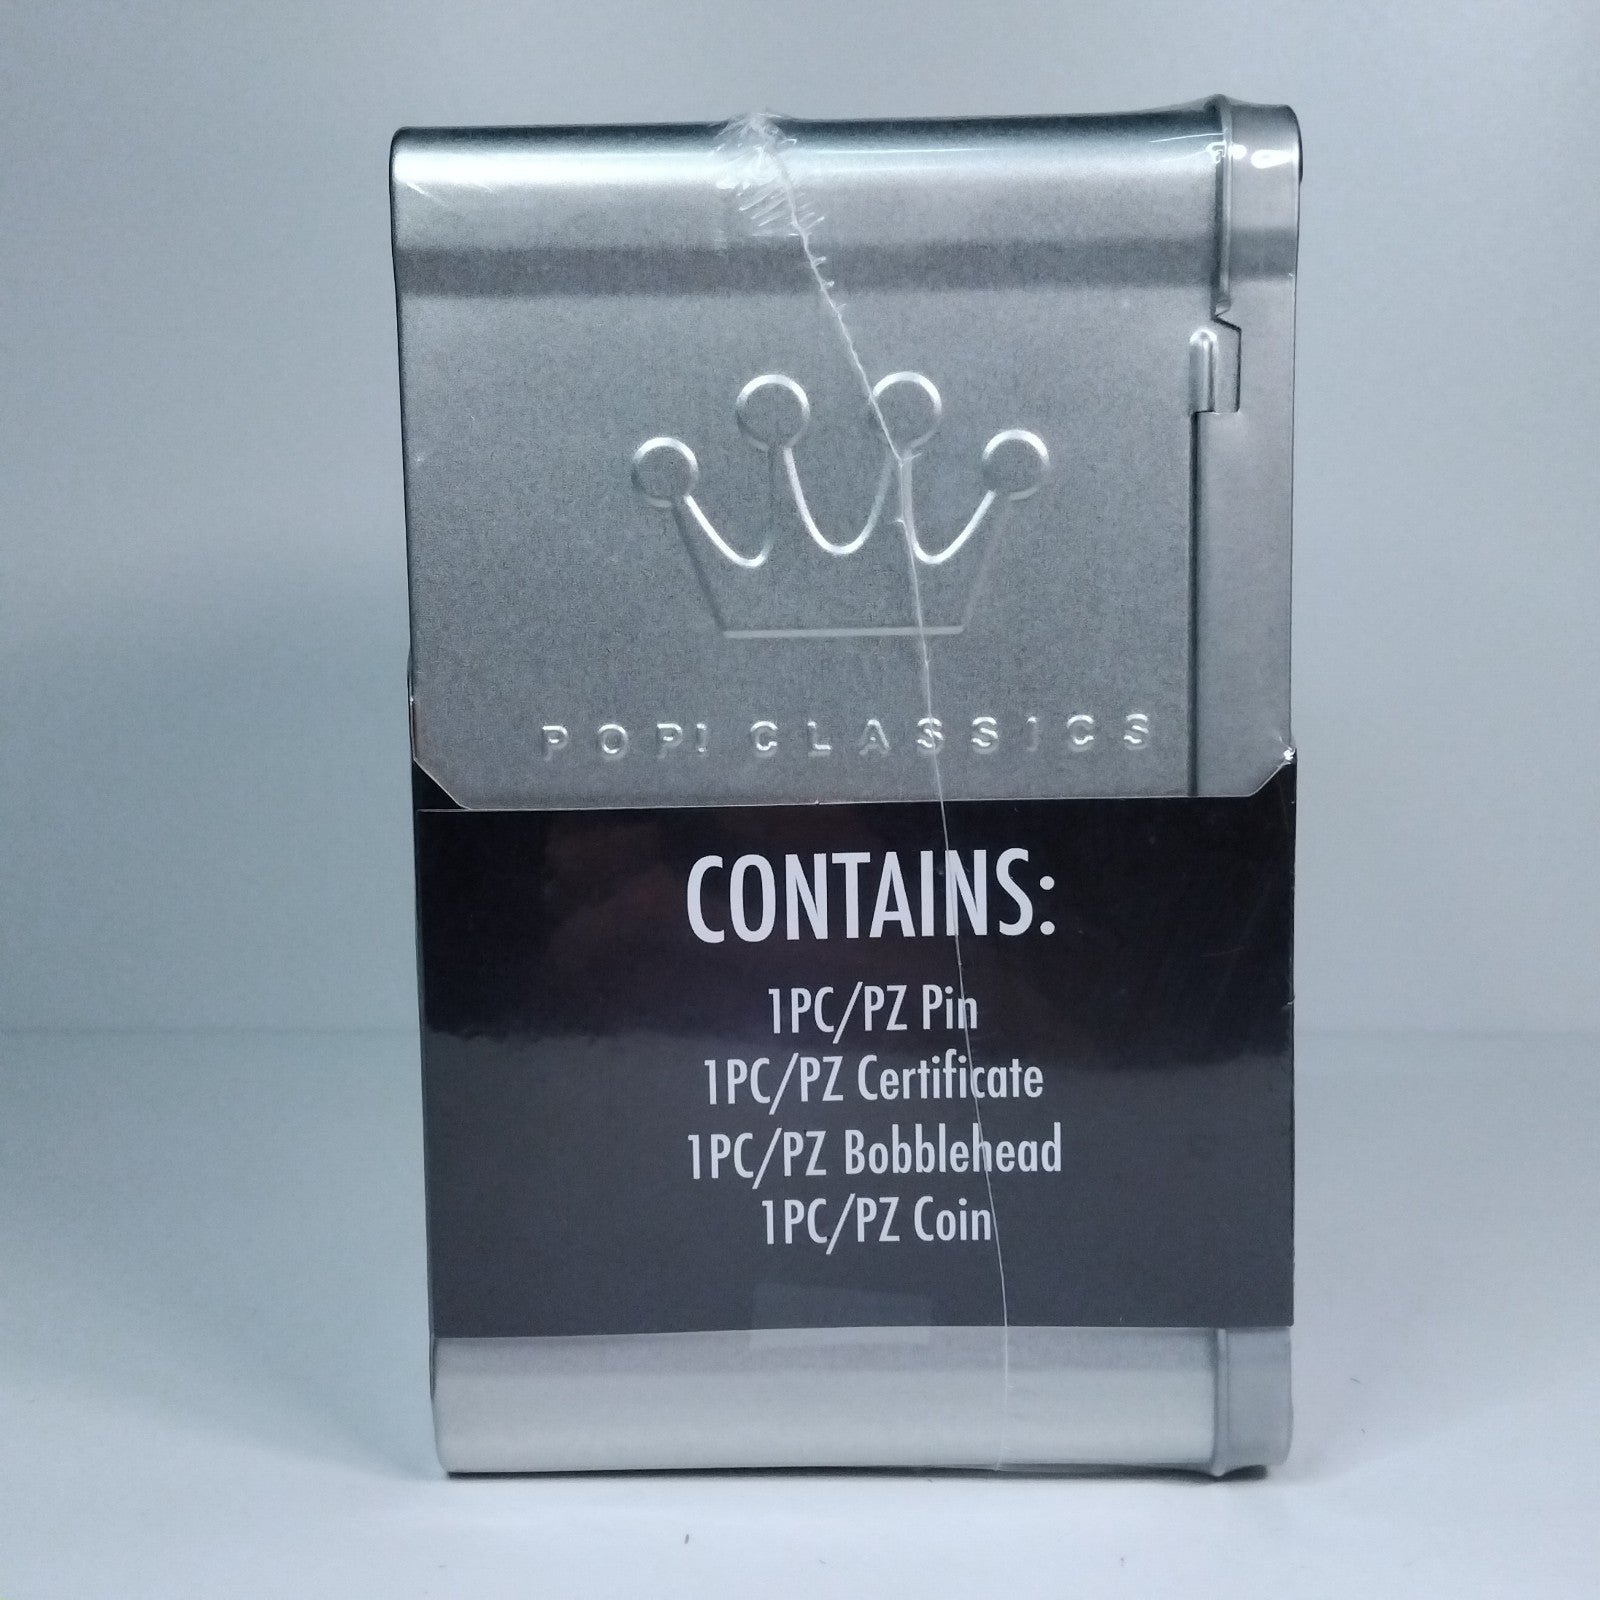 POP! CLASSICS
CONTAINS:
1PC/PZ Pin
1PC/PZ Certificate
1PC/PZ Bobblehead
1PC/PZ Coin